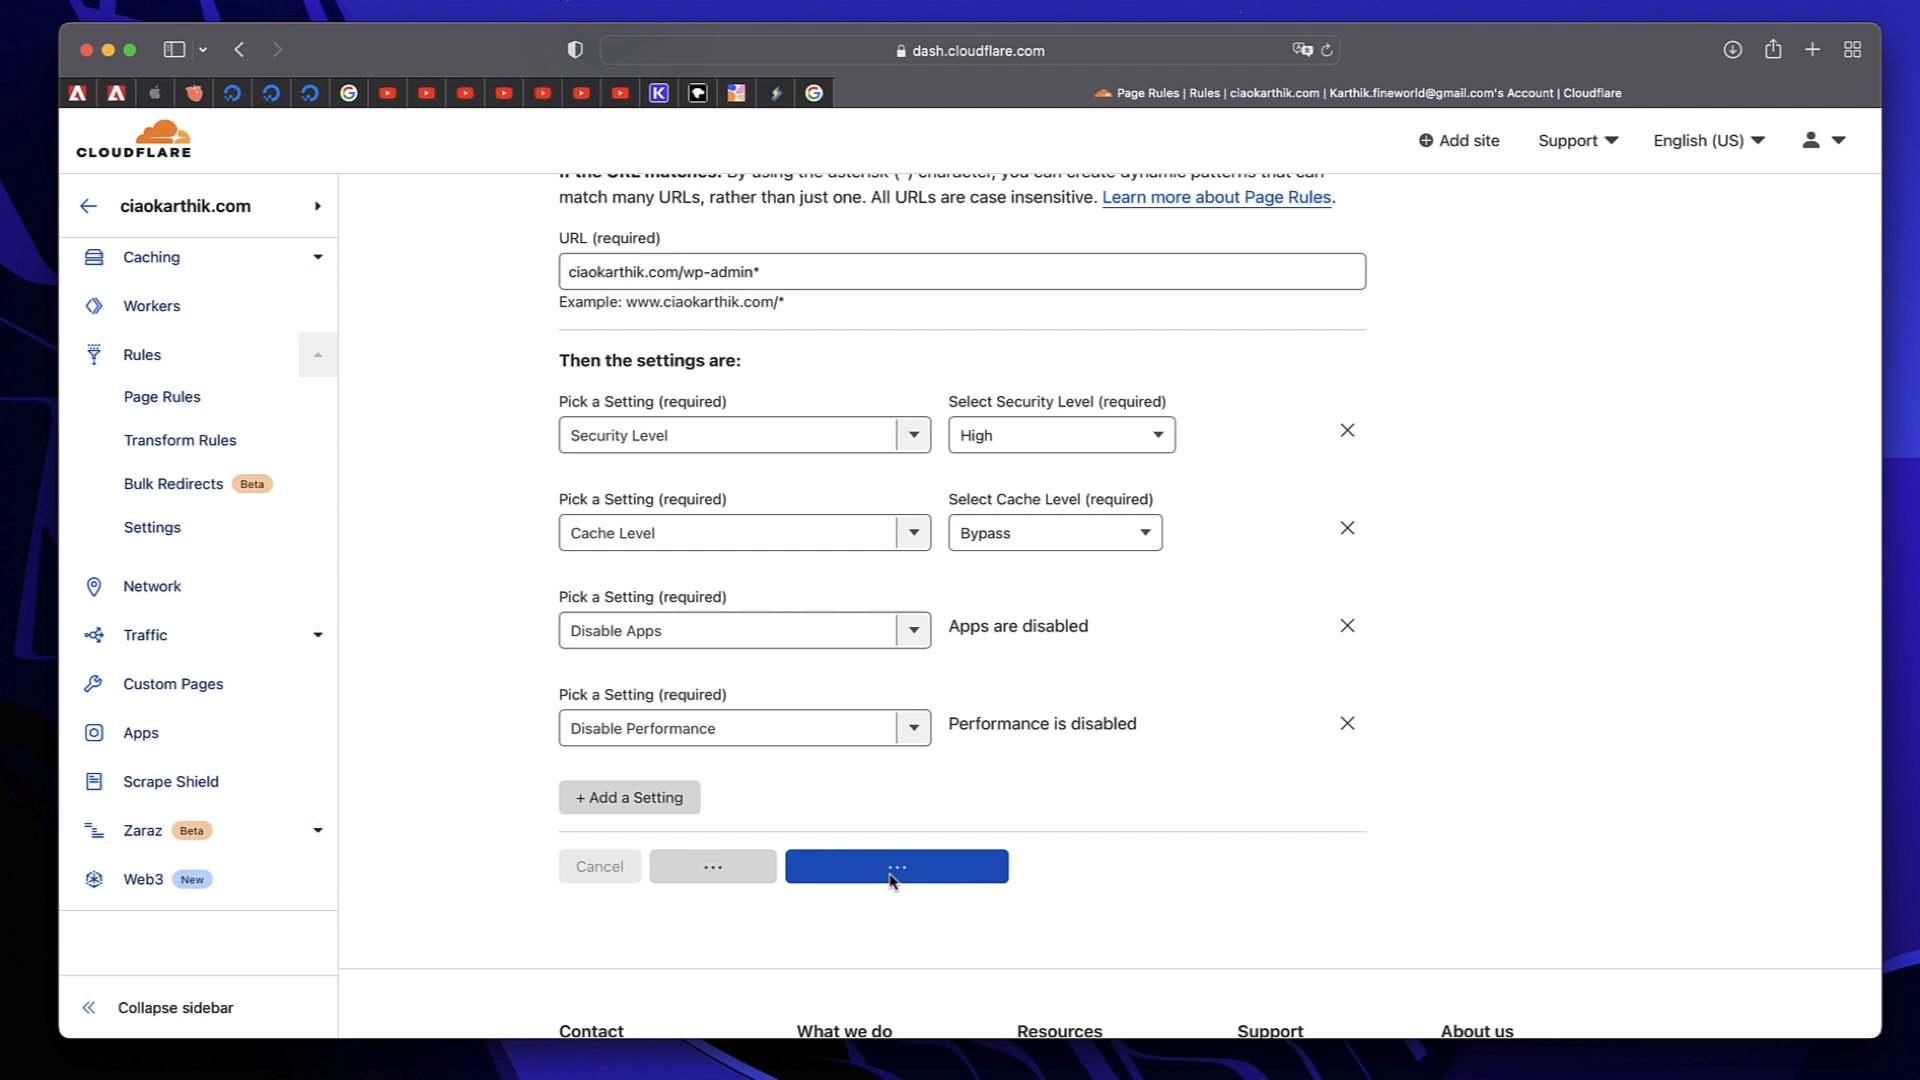 dash.cloudflare.com
Page Rules | Rules | ciaokarthik.com | Karthik.fineworld@gmail.com's Account | Cloudflare
CLOUDFLARE
Add site
Support
English (US)
ciaokarthik.com
Caching
Workers
Rules
Page Rules
Transform Rules
Bulk Redirects Beta
Settings
Network
Traffic
Custom Pages
Apps
Scrape Shield
Zaraz Beta
Web3 New
Collapse sidebar
If the URL matches: By using the asterisk (*) character, you can create dynamic patterns that can
match many URLs, rather than just one. All URLs are case insensitive. Learn more about Page Rules.
URL (required)
ciaokarthik.com/wp-admin*
Example: www.ciaokarthik.com/*
Then the settings are:
Pick a Setting (required)
Select Security Level (required)
Security Level
High
Pick a Setting (required)
Select Cache Level (required)
Cache Level
Bypass
Pick a Setting (required)
Disable Apps
Apps are disabled
Pick a Setting (required)
Disable Performance
Performance is disabled
+ Add a Setting
Cancel
...
...
Contact
What we do
Resources
Support
About us